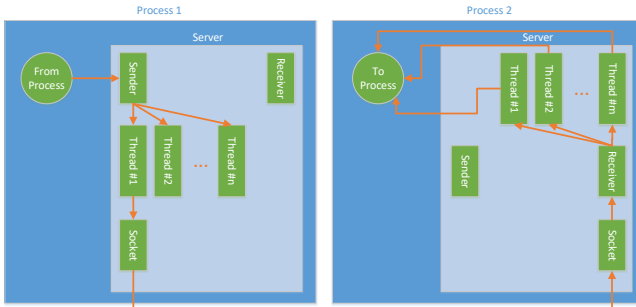 Process 1
Server
From
Process
Sender
Receiver
Thread #1
Thread #2
...
Thread #n
Socket
Process 2
Server
To
Process
Thread #1
Thread #2
...
Thread #m
Sender
Receiver
Socket